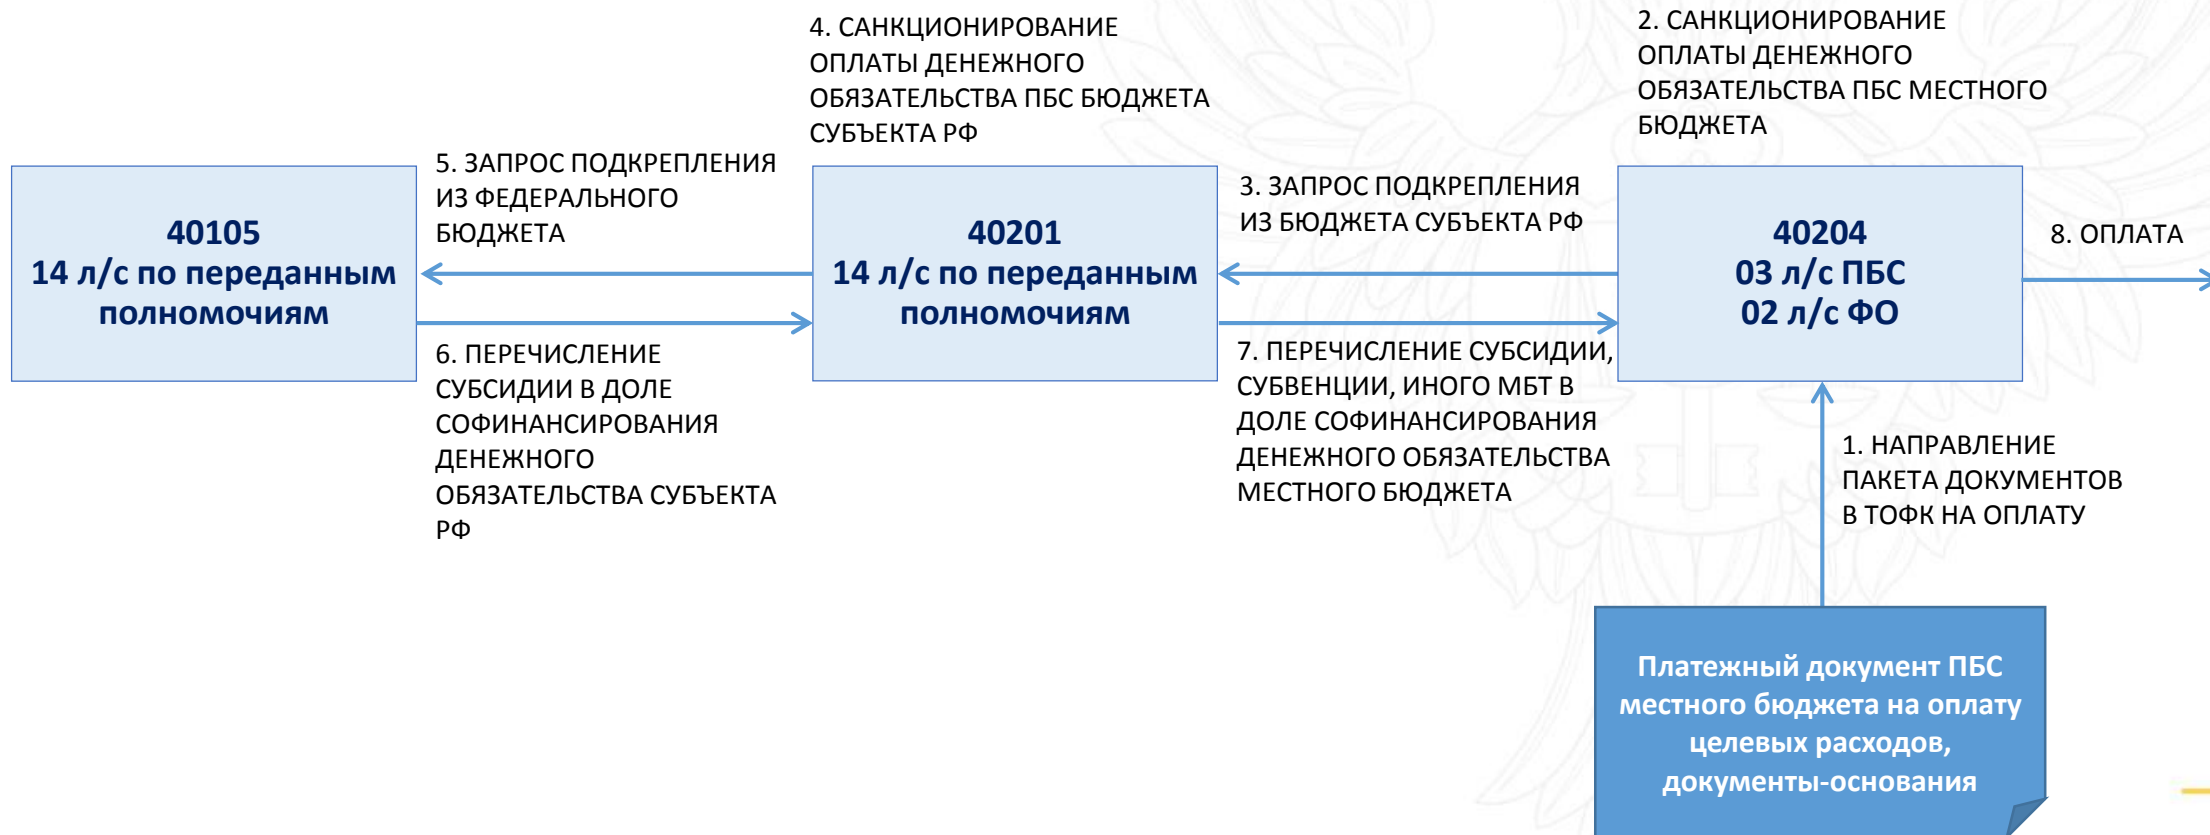 4. САНКЦИОНИРОВАНИЕ
ОПЛАТЫ ДЕНЕЖНОГО
ОБЯЗАТЕЛЬСТВА ПБС БЮДЖЕТА
СУБЪЕКТА РФ
2. САНКЦИОНИРОВАНИЕ
ОПЛАТЫ ДЕНЕЖНОГО
ОБЯЗАТЕЛЬСТВА ПБС МЕСТНОГО
БЮДЖЕТА
40105
14 л/с по переданным
полномочиям
5. ЗАПРОС ПОДКРЕПЛЕНИЯ
ИЗ ФЕДЕРАЛЬНОГО
БЮДЖЕТА
6. ПЕРЕЧИСЛЕНИЕ
СУБСИДИИ В ДОЛЕ
СОФИНАНСИРОВАНИЯ
ДЕНЕЖНОГО
ОБЯЗАТЕЛЬСТВА СУБЪЕКТА
РФ
40201
14 л/с по переданным
полномочиям
3. ЗАПРОС ПОДКРЕПЛЕНИЯ
ИЗ БЮДЖЕТА СУБЪЕКТА РФ
7. ПЕРЕЧИСЛЕНИЕ СУБСИДИИ,
СУБВЕНЦИИ, ИНОГО МБТ В
ДОЛЕ СОФИНАНСИРОВАНИЯ
ДЕНЕЖНОГО ОБЯЗАТЕЛЬСТВА
МЕСТНОГО БЮДЖЕТА
40204
03 л/с ПБС
02 л/с ФО
8. ОПЛАТА
1. НАПРАВЛЕНИЕ
ПАКЕТА ДОКУМЕНТОВ
В ТОФК НА ОПЛАТУ
Платежный документ ПБС
местного бюджета на оплату
целевых расходов,
документы-основания